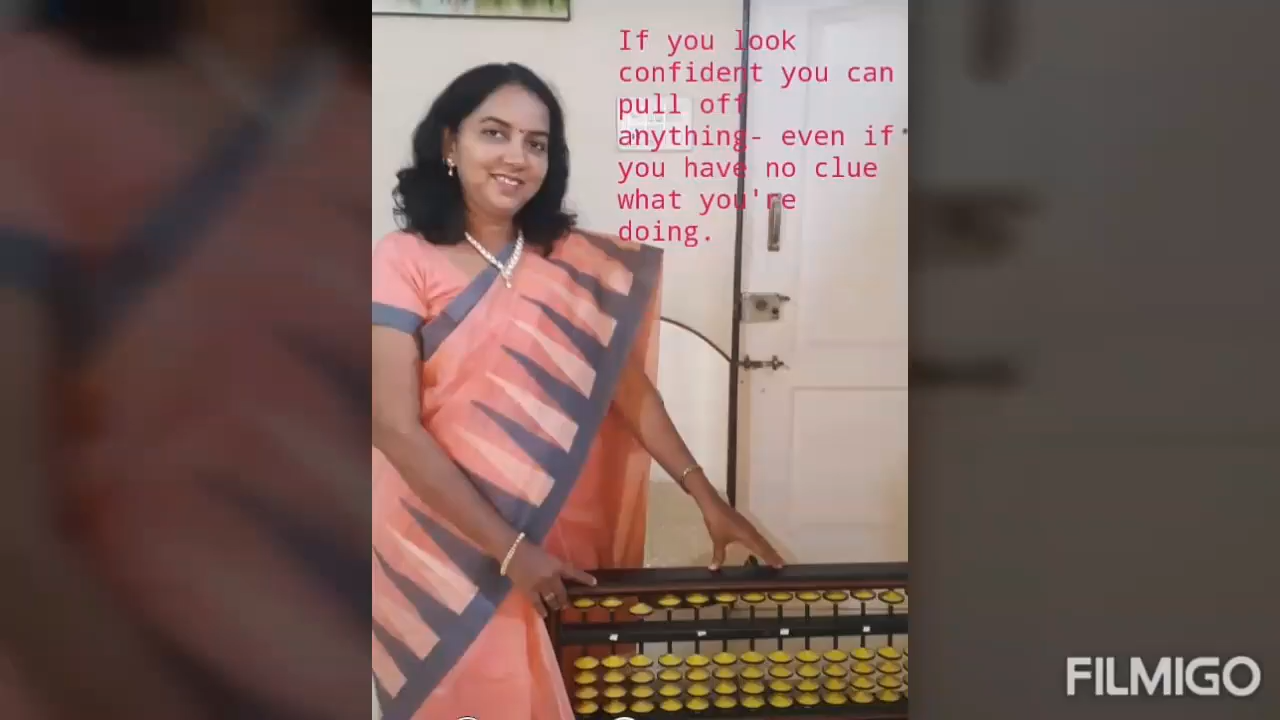 If you look
confident you can
pull off
anything- even if
you have no clue
what you're
doing.
FILMIGO